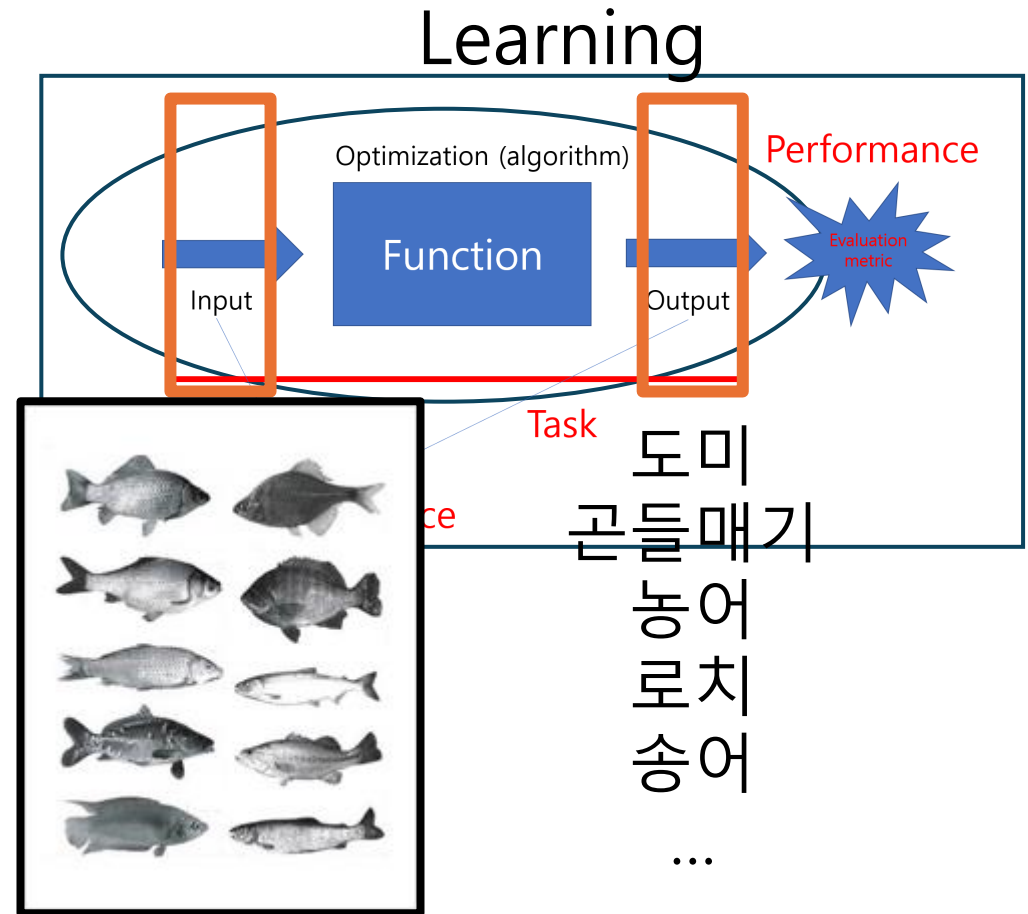 Learning
Optimization (algorithm)
Performance
Function
Evaluation
metric
Input
Output
Task
ce
도미
곤들매기
농어
로치
송어
...